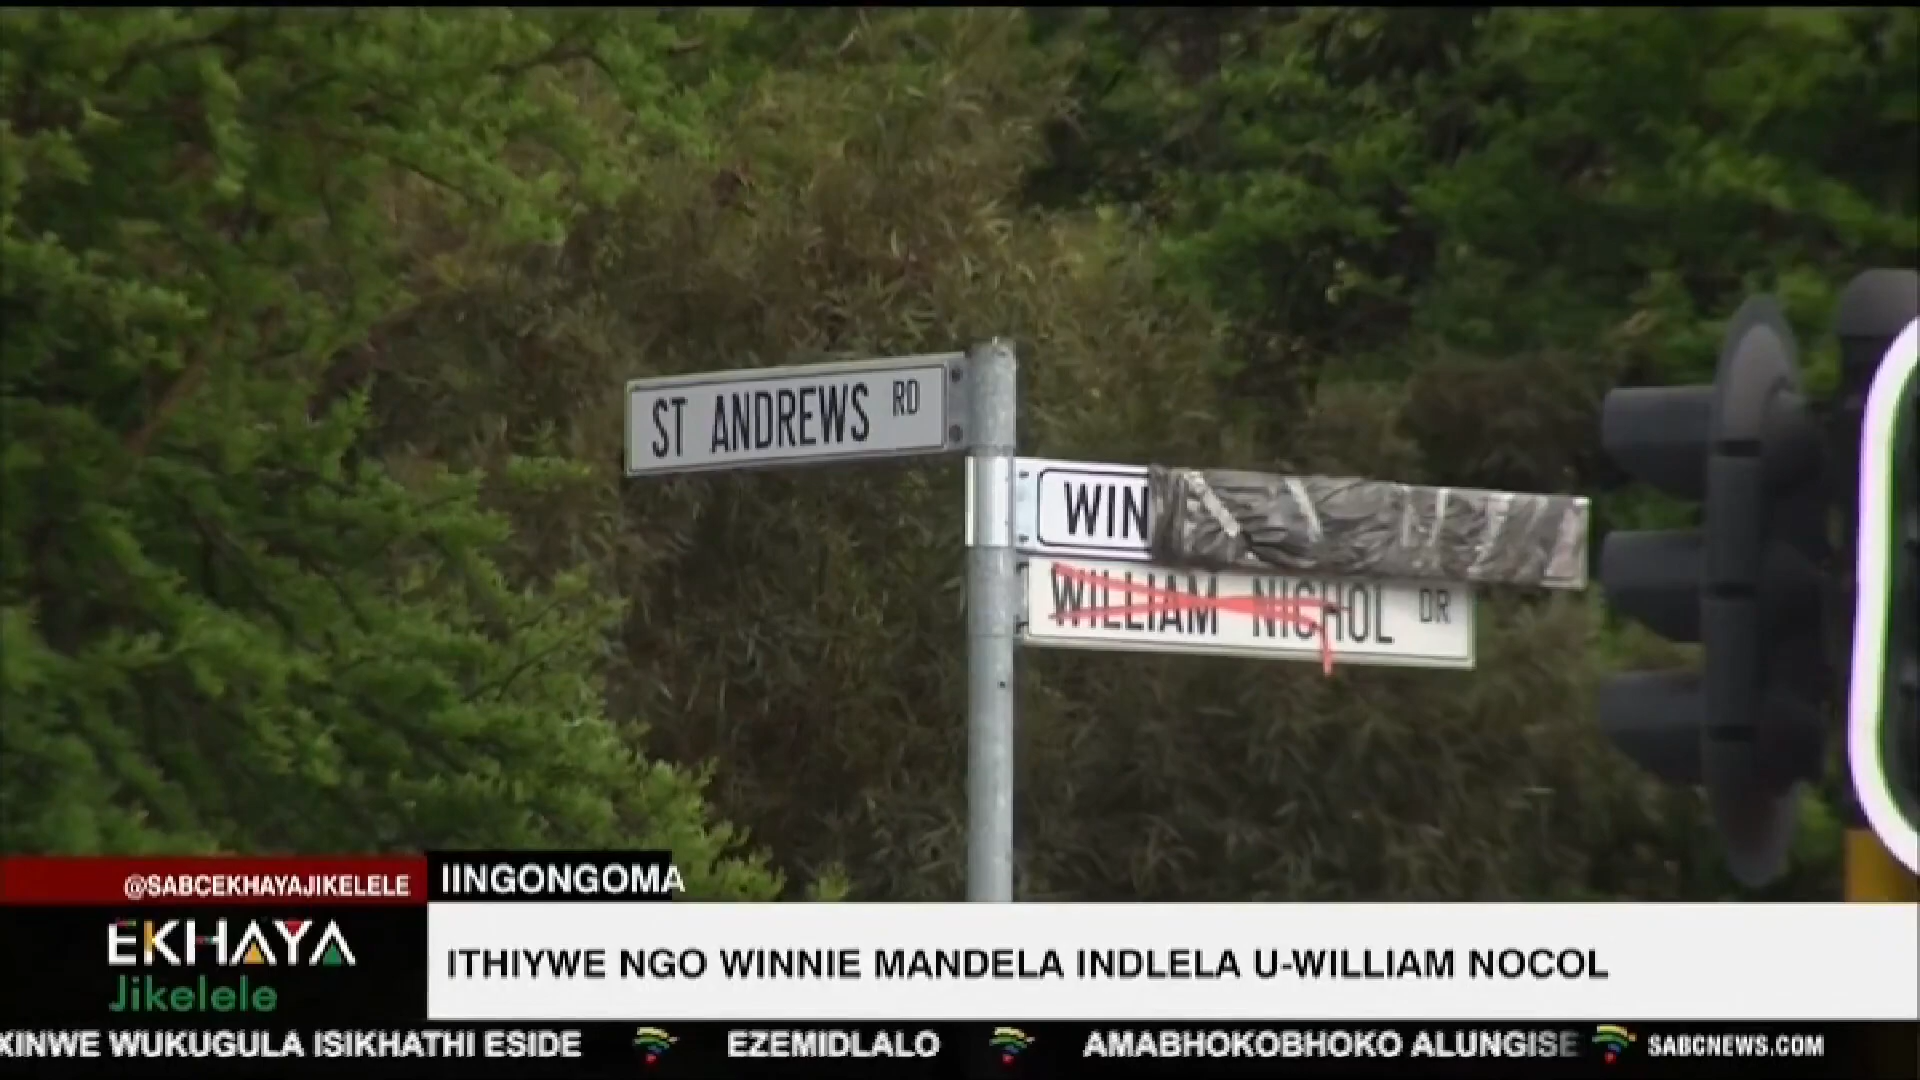 ST ANDREWS RD
WIN
WILLIAM NICHOL DR
@SABCEKHAYAJIKELELE
IINGONGOMA
EKHAYA
Jikelele
ITHIYWE NGO WINNIE MANDELA INDLELA U-WILLIAM NOCOL
XINWE WUKUGULA ISIKHATHI ESIDE EZEMIDLALO AMABHOKOBHOKO ALUNGISE SABCNEWS.COM